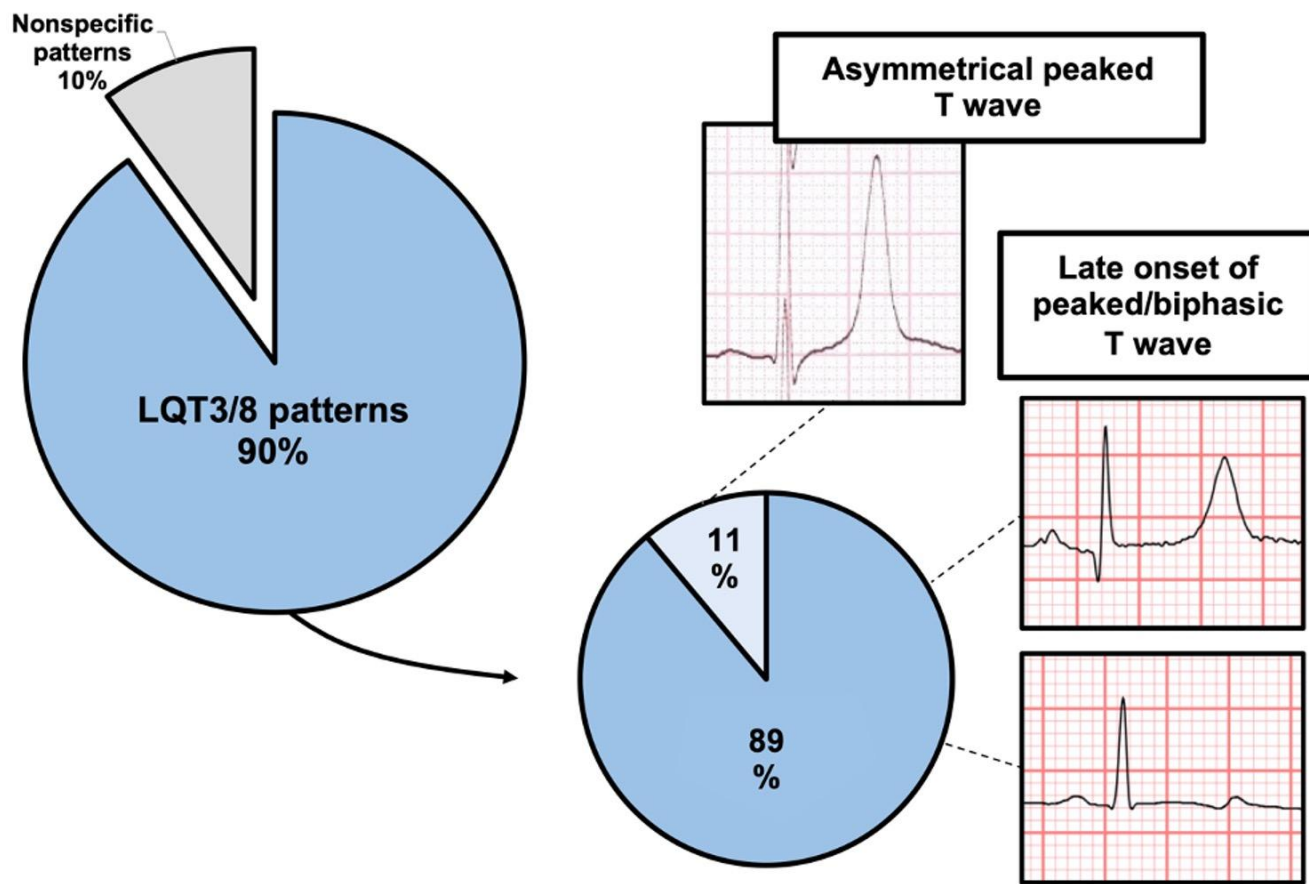 Nonspecific
patterns
10%
LQT3/8 patterns
90%
Asymmetrical peaked
T wave
Late onset of
peaked/biphasic
T wave
11
%
89
%